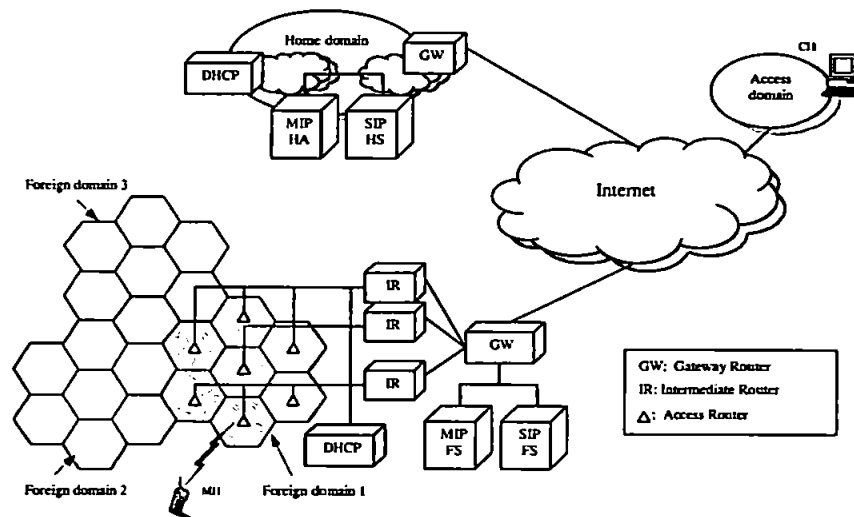 Home domain
GW
DHCP
MIP
HA
SIP
HS
CH
Access
domain
Internet
Foreign domain 3
IR
IR
IR
GW
GW: Gateway Router
IR: Intermediate Router
△: Access Router
MIP
FS
SIP
FS
DHCP
Foreign domain 2
MH
Foreign domain 1